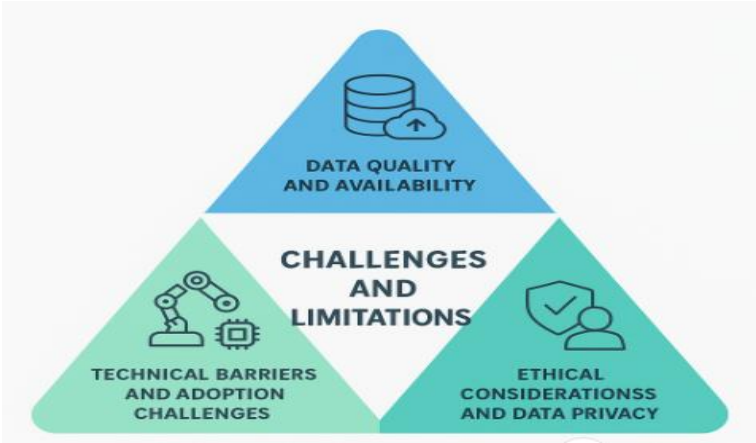 DATA QUALITY
AND AVAILABILITY
CHALLENGES
AND
LIMITATIONS
TECHNICAL BARRIERS
AND ADOPTION
CHALLENGES
ETHICAL
CONSIDERATIONSS
AND DATA PRIVACY